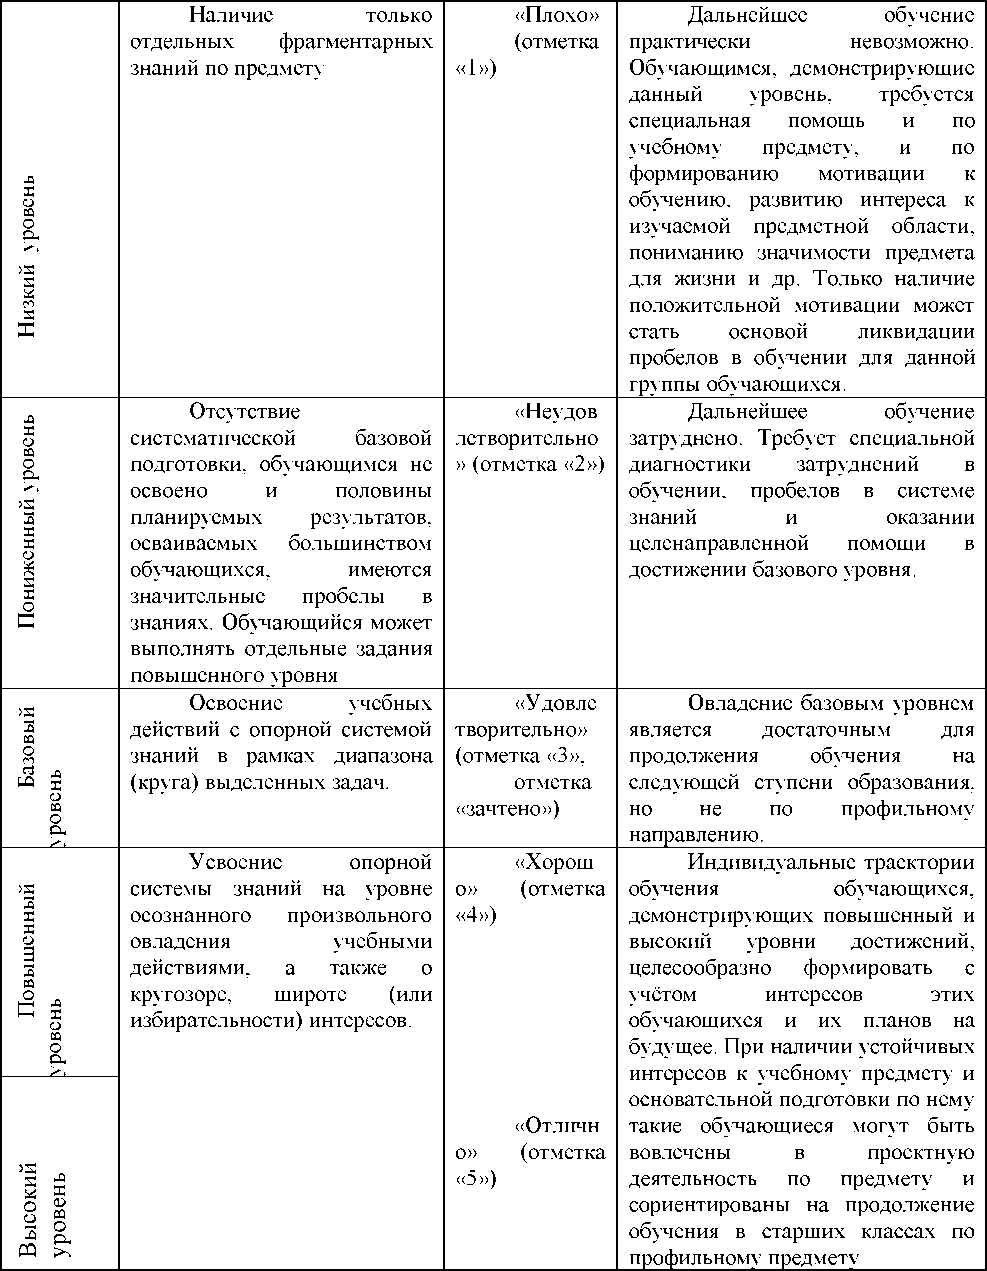 Низкий уровень
Наличие только
отдельных фрагментарных
знаний по предмету
«Плохо»
(отметка
«1»)
Дальнейшее обучение
практически невозможно.
Обучающимся, демонстрирующие
данный уровень, требуется
специальная помощь и по
учебному предмету, и по
формированию мотивации к
обучению, развитию интереса к
изучаемой предметной области,
пониманию значимости предмета
для жизни и др. Только наличие
положительной мотивации может
стать основой ликвидации
пробелов в обучении для данной
группы обучающихся.
Пониженный уровень
Отсутствие
систематической базовой
подготовки, обучающимся не
освоено и половины
планируемых результатов,
осваиваемых большинством
обучающихся, имеются
значительные пробелы в
знаниях. Обучающийся может
выполнять отдельные задания
повышенного уровня
«Неудов
летворительно
» (отметка «2»)
Дальнейшее обучение
затруднено. Требует специальной
диагностики затруднений в
обучении, пробелов в системе
знаний и оказании
целенаправленной помощи в
достижении базового уровня.
Базовый
уровень
Освоение учебных
действий с опорной системой
знаний в рамках диапазона
(круга) выделенных задач.
«Удовле
творительно»
(отметка «3»,
отметка
«зачтено»)
Овладение базовым уровнем
является достаточным для
продолжения обучения на
следующей ступени образования,
но не по профильному
направлению.
Повышенный
уровень
Усвоение опорной
системы знаний на уровне
осознанного произвольного
овладения учебными
действиями, а также о
кругозоре, широте (или
избирательности) интересов.
«Хорош
о» (отметка
«4»)
Индивидуальные траектории
обучения обучающихся,
демонстрирующих повышенный и
высокий уровни достижений,
целесообразно формировать с
учётом интересов этих
обучающихся и их планов на
будущее. При наличии устойчивых
интересов к учебному предмету и
основательной подготовки по нему
такие обучающиеся могут быть
вовлечены в проектную
деятельность по предмету и
сориентированы на продолжение
обучения в старших классах по
профильному предмету
Высокий
уровень
«Отличн
о» (отметка
«5»)